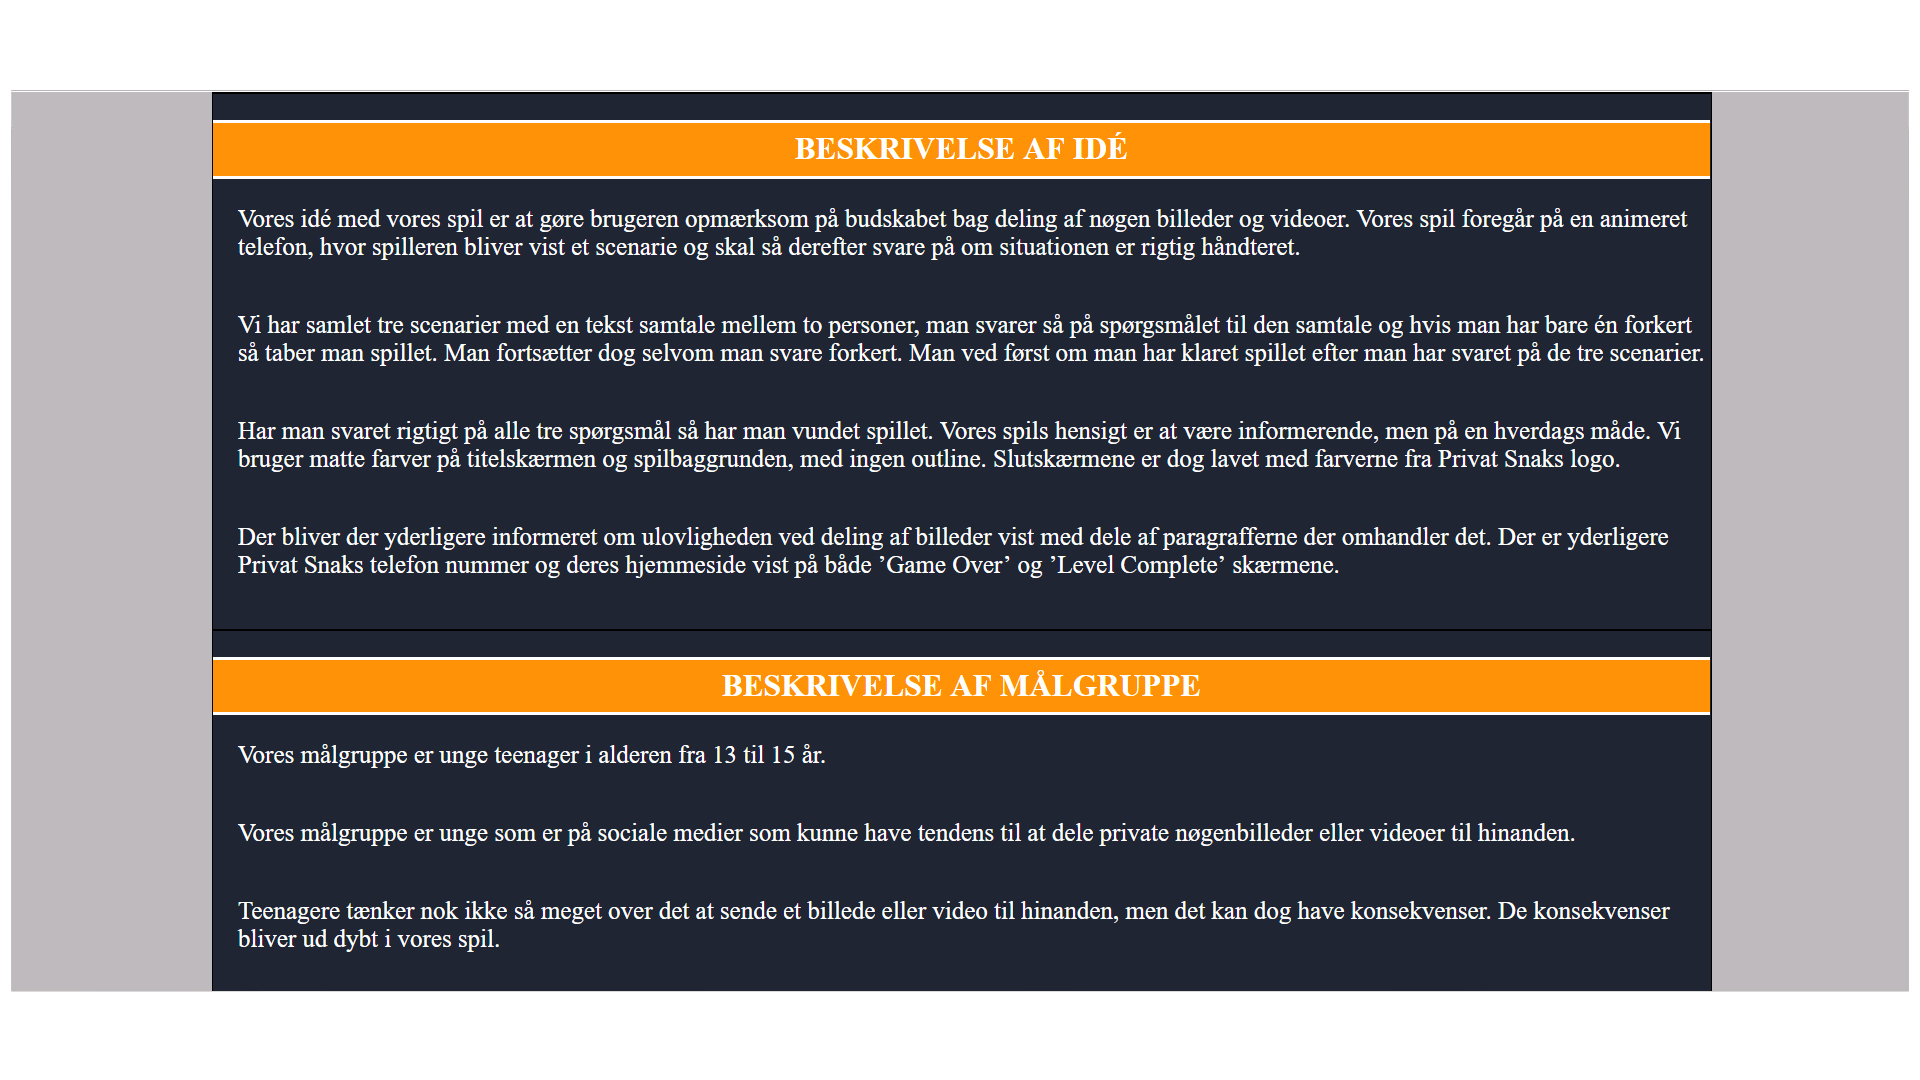 BESKRIVELSE AF IDÉ
Vores idé med vores spil er at gøre brugeren opmærksom på budskabet bag deling af nøgen billeder og videoer. Vores spil foregår på en animeret
telefon, hvor spilleren bliver vist et scenarie og skal så derefter svare på om situationen er rigtig håndteret.
Vi har samlet tre scenarier med en tekst samtale mellem to personer, man svarer så på spørgsmålet til den samtale og hvis man har bare én forkert
så taber man spillet. Man fortsætter dog selvom man svare forkert. Man ved først om man har klaret spillet efter man har svaret på de tre scenarier.
Har man svaret rigtigt på alle tre spørgsmål så har man vundet spillet. Vores spils hensigt er at være informerende, men på en hverdags måde. Vi
bruger matte farver på titelskærmen og spilbaggrunden, med ingen outline. Slutskærmene er dog lavet med farverne fra Privat Snaks logo.
Der bliver der yderligere informeret om ulovligheden ved deling af billeder vist med dele af paragrafferne der omhandler det. Der er yderligere
Privat Snaks telefon nummer og deres hjemmeside vist på både ’Game Over’ og ’Level Complete’ skærmene.
BESKRIVELSE AF MÅLGRUPPE
Vores målgruppe er unge teenager i alderen fra 13 til 15 år.
Vores målgruppe er unge som er på sociale medier som kunne have tendens til at dele private nøgenbilleder eller videoer til hinanden.
Teenagere tænker nok ikke så meget over det at sende et billede eller video til hinanden, men det kan dog have konsekvenser. De konsekvenser
bliver ud dybt i vores spil.